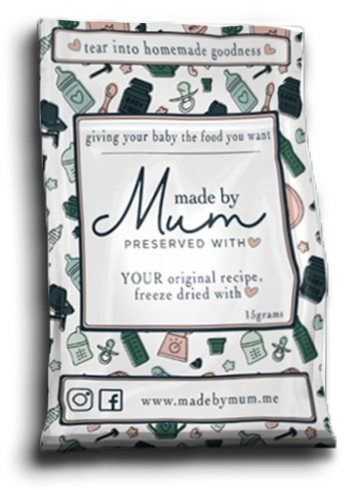 tear into homemade goodness
giving your baby the food you want
made by
Mum
PRESERVED WITH
YOUR original recipe,
freeze dried with
15grams
www.madebymum.me